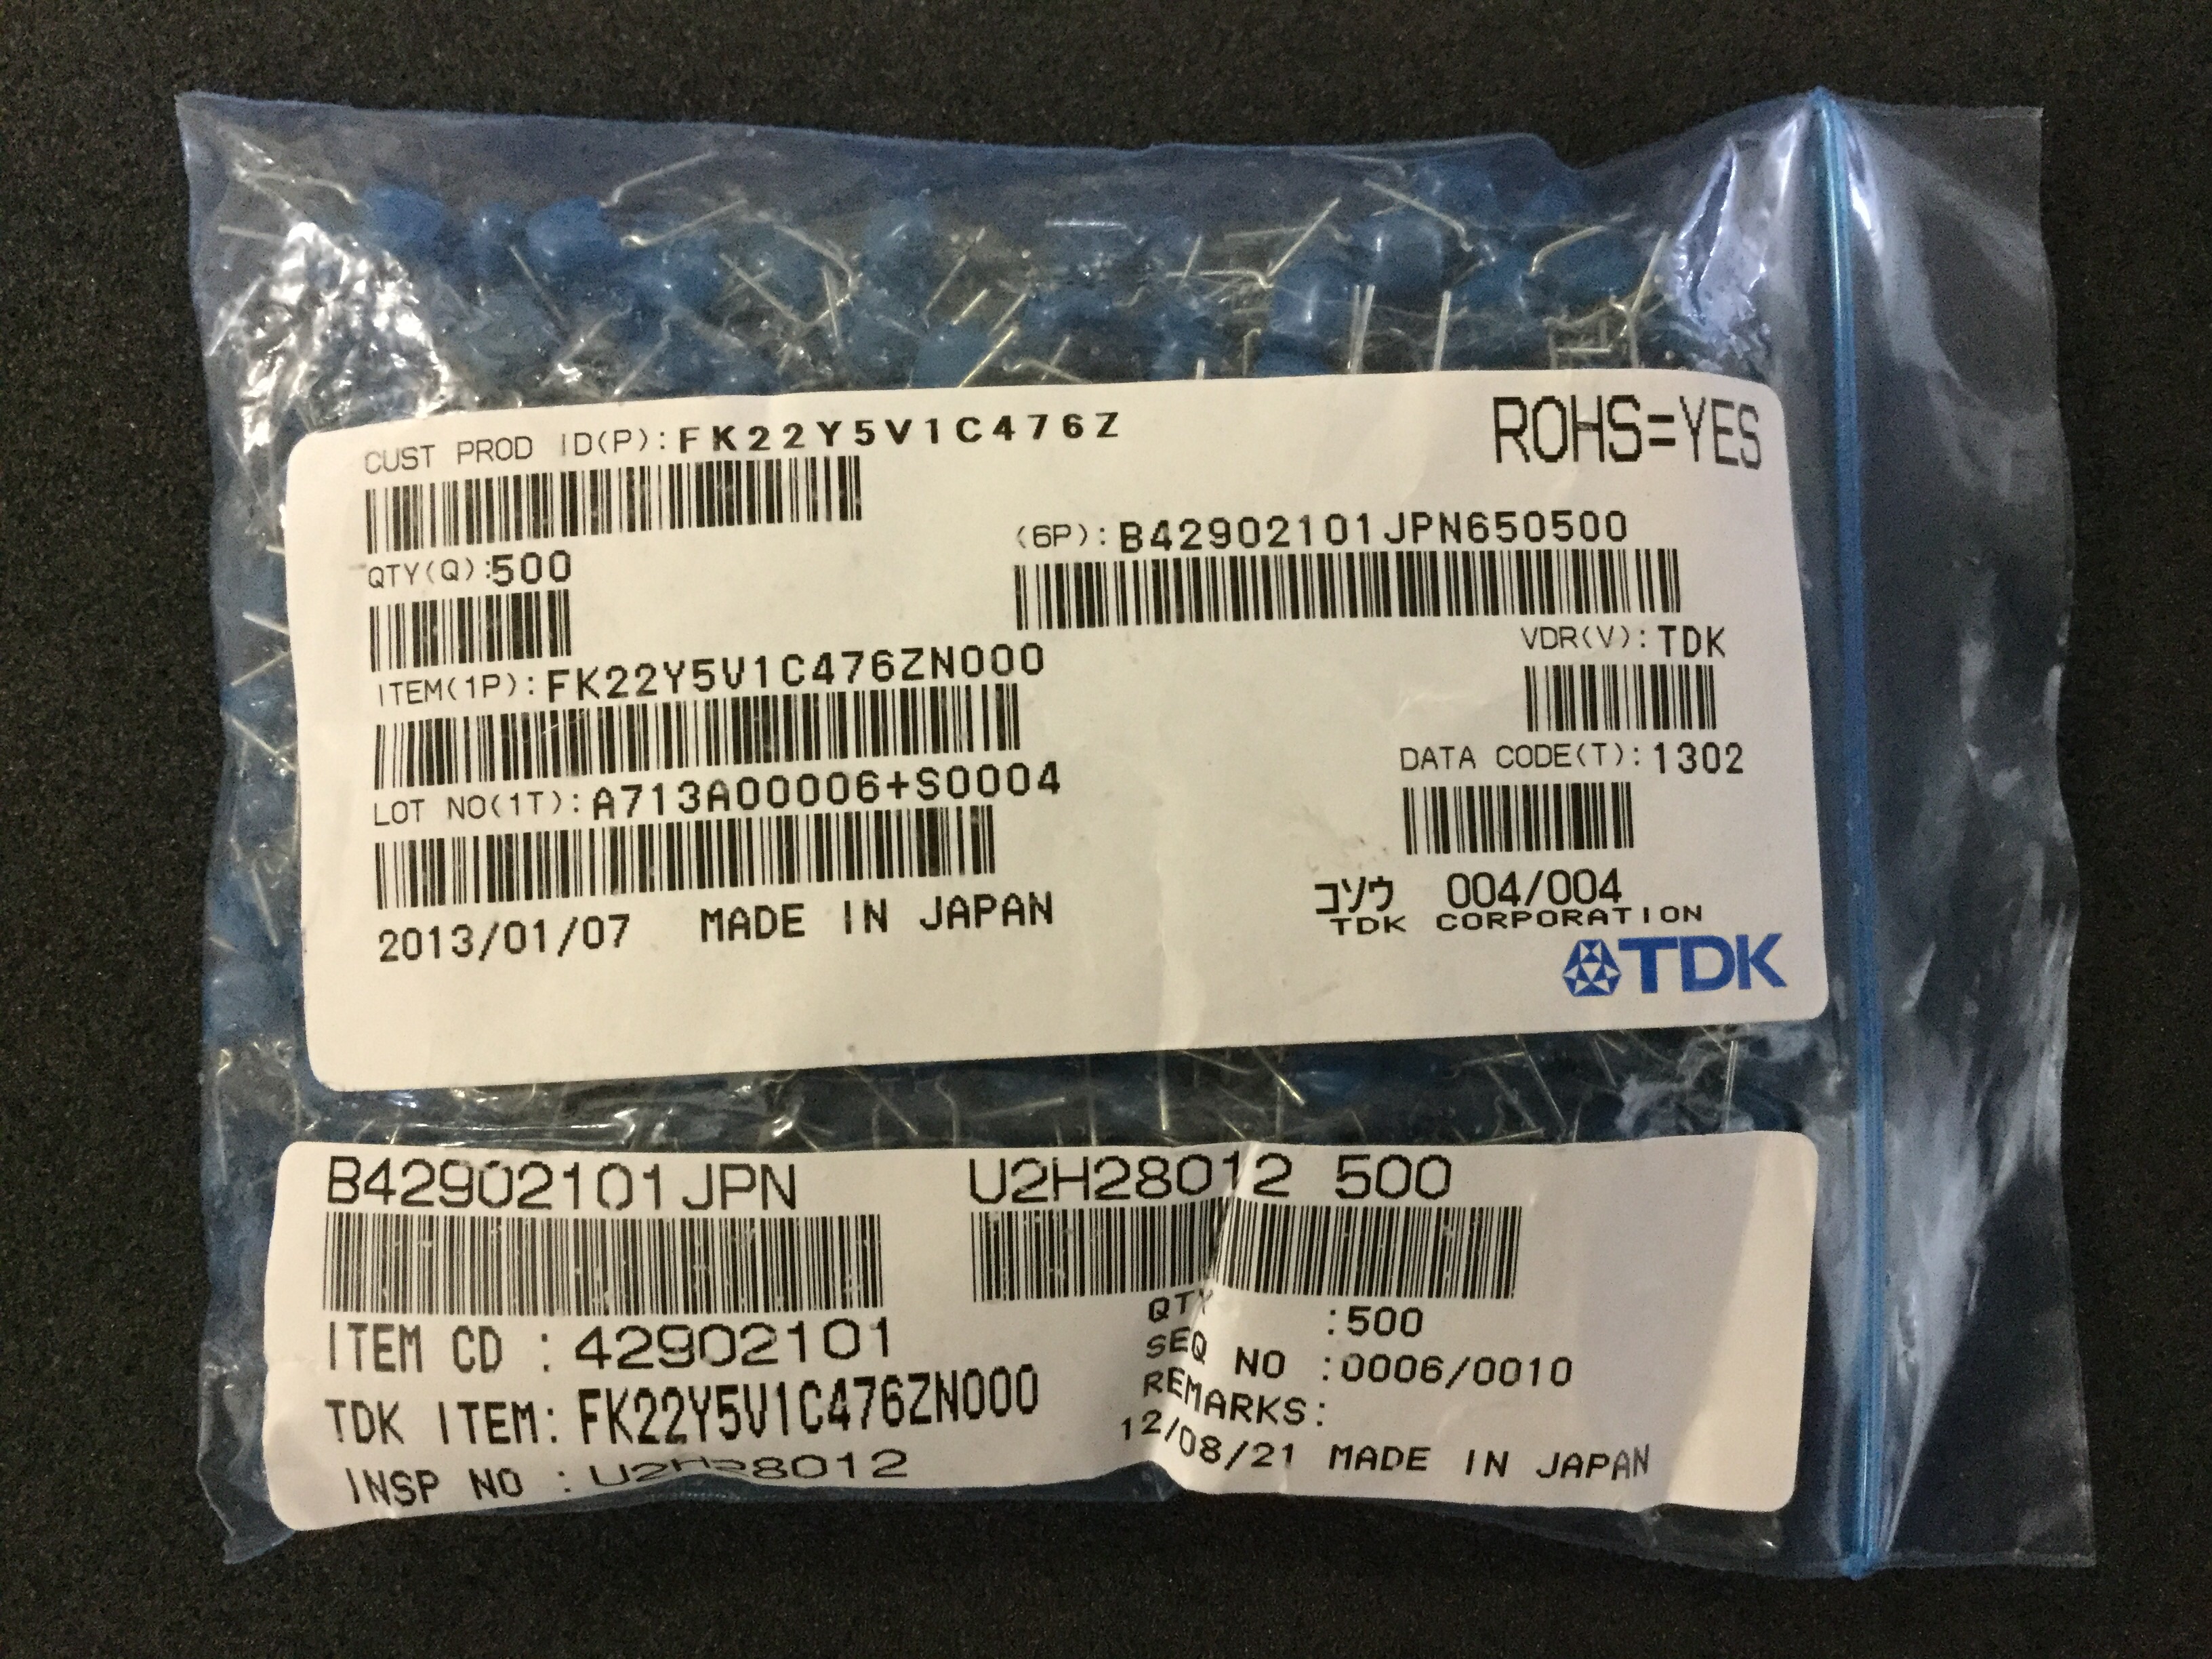 CUST PROD ID(P):FK22Y5V1C476Z
ROHS=YES
QTY(Q):500
(6P):B42902101JPN650500
ITEM(1P):FK22Y5V1C476ZN000
VDR(V):TDK
LOT NO(1T):A713A00006+S0004
DATA CODE(T):1302
2013/01/07 MADE IN JAPAN
コソウ 004/004
TDK CORPORATION
TDK
B42902101JPN
U2H28012 500
ITEM CD :42902101
QTY :500
SEQ NO :0006/0010
TDK ITEM:FK22Y5V1C476ZN000
REMARKS:
INSP NO :U2H28012
12/08/21 MADE IN JAPAN